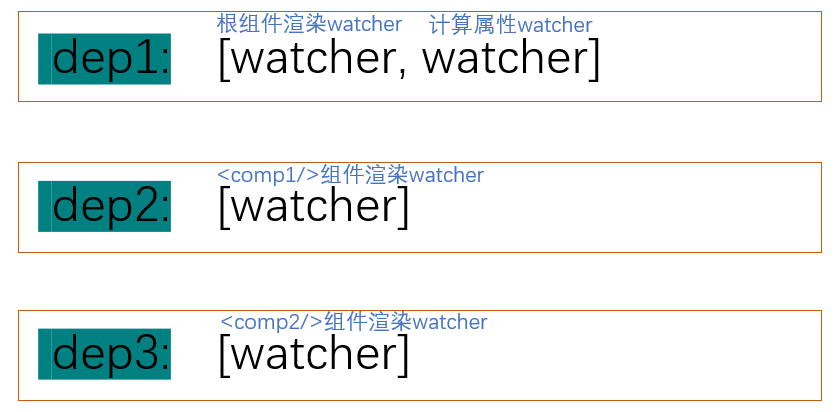 根组件渲染watcher 计算属性watcher
dep1: [watcher, watcher]
<comp1/>组件渲染watcher
dep2: [watcher]
<comp2/>组件渲染watcher
dep3: [watcher]